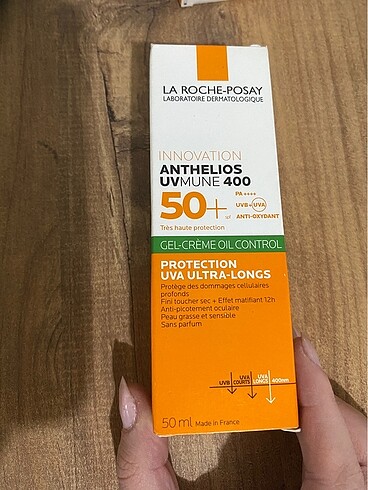 LA ROCHE-POSAY
LABORATOIRE DERMATOLOGIQUE
INNOVATION
ANTHELIOS
UVMUNE 400
50+
PA ++++
UVB+UVA
ANTI-OXYDANT
Très haute protection
GEL-CRÈME OIL CONTROL
PROTECTION
UVA ULTRA-LONGS
Protège des dommages cellulaires
profonds
Fini toucher sec + Effet matifiant 12h
Anti-picotement oculaire
Peau grasse et sensible
Sans parfum
UVB
UVA COURTS
UVA LONGS
400nm
50 ml Made in France